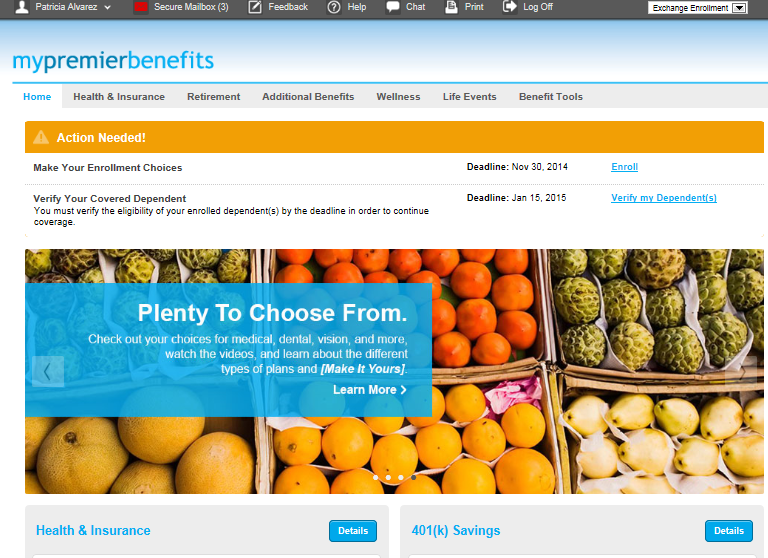 Patricia Alvarez Secure Mailbox (3) Feedback Help Chat Print Log Off Exchange Enrollment
mypremierbenefits
Home Health & Insurance Retirement Additional Benefits Wellness Life Events Benefit Tools
Action Needed!
Make Your Enrollment Choices Deadline: Nov 30, 2014 Enroll
Verify Your Covered Dependent Deadline: Jan 15, 2015 Verify my Dependent(s)
You must verify the eligibility of your enrolled dependent(s) by the deadline in order to continue
coverage.
Plenty To Choose From.
Check out your choices for medical, dental, vision, and more,
watch the videos, and learn about the different
types of plans and [Make It Yours].
Learn More >
Health & Insurance Details
401(k) Savings Details